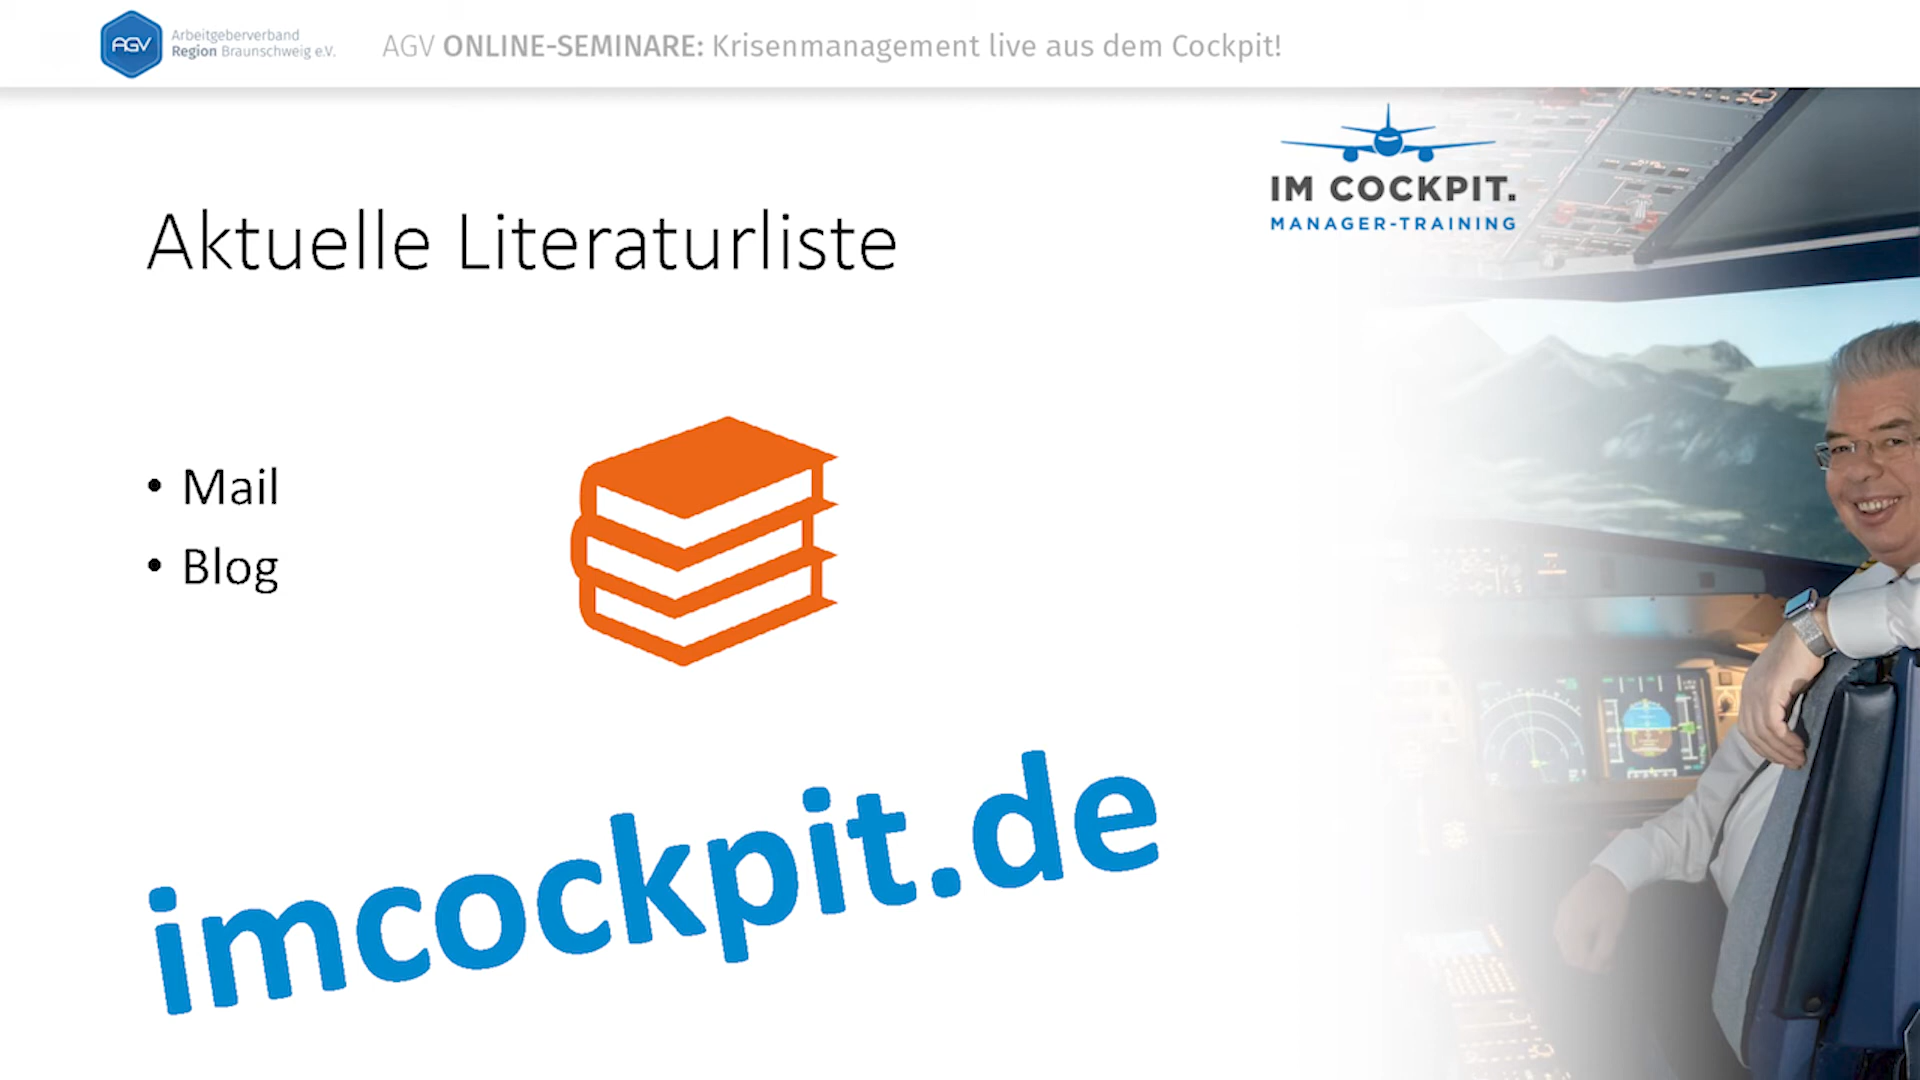 AGV
Arbeitgeberverband
Region Braunschweig e.V.
AGV ONLINE-SEMINARE: Krisenmanagement live aus dem Cockpit!
IM COCKPIT.
MANAGER-TRAINING
Aktuelle Literaturliste
• Mail
• Blog
imcockpit.de